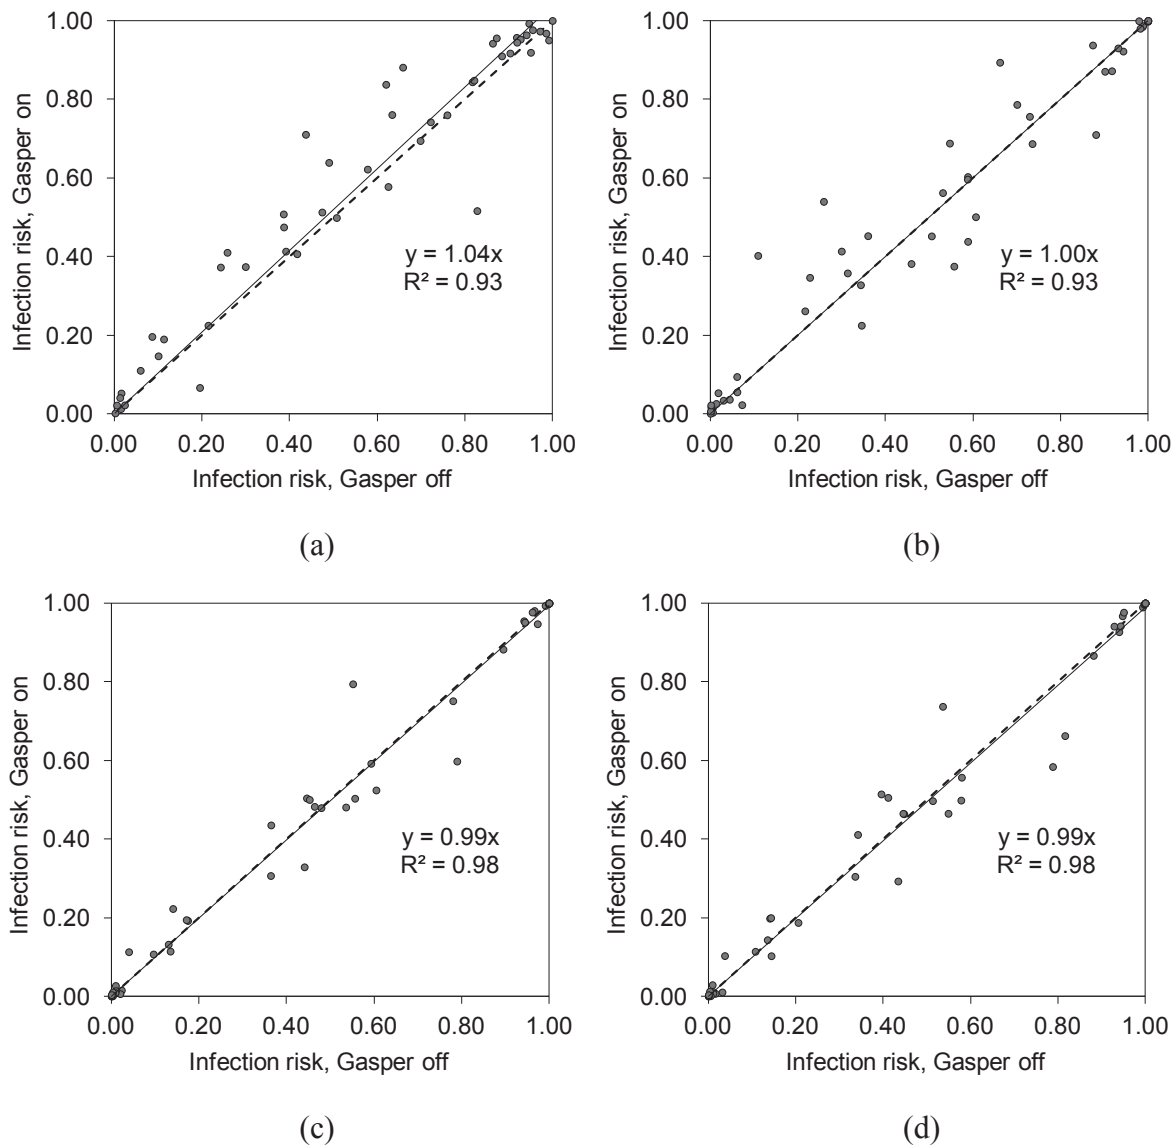 1.00
0.80
0.60
0.40
0.20
0.00
Infection risk, Gasper on
y = 1.04x
R² = 0.93
0.00 0.20 0.40 0.60 0.80 1.00
Infection risk, Gasper off
(a)
1.00
0.80
0.60
0.40
0.20
0.00
Infection risk, Gasper on
y = 1.00x
R² = 0.93
0.00 0.20 0.40 0.60 0.80 1.00
Infection risk, Gasper off
(b)
1.00
0.80
0.60
0.40
0.20
0.00
Infection risk, Gasper on
y = 0.99x
R² = 0.98
0.00 0.20 0.40 0.60 0.80 1.00
Infection risk, Gasper off
(c)
1.00
0.80
0.60
0.40
0.20
0.00
Infection risk, Gasper on
y = 0.99x
R² = 0.98
0.00 0.20 0.40 0.60 0.80 1.00
Infection risk, Gasper off
(d)